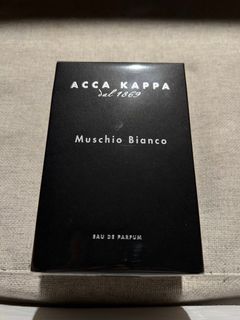 ACCA KAPPA
dal 1869
Muschio Bianco
EAU DE PARFUM